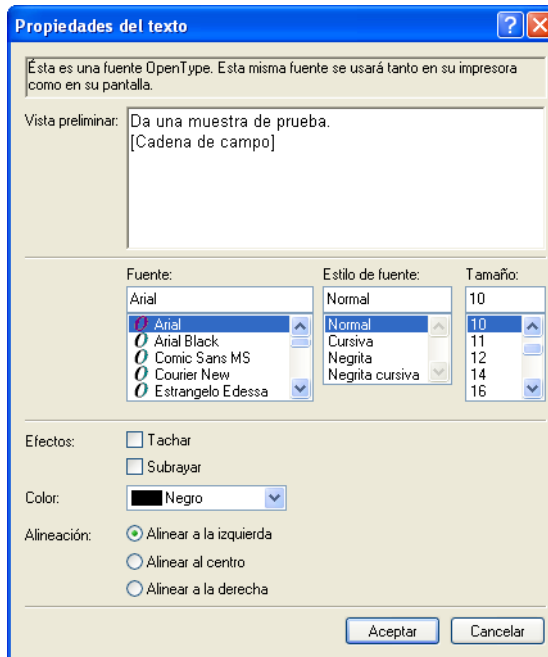 Propiedades del texto
Ésta es una fuente OpenType. Esta misma fuente se usará tanto en su impresora
como en su pantalla.
Vista preliminar:
Da una muestra de prueba.
[Cadena de campo]
Fuente:
Estilo de fuente:
Tamaño:
Arial
Normal
10
Arial
Arial Black
Comic Sans MS
Courier New
Estrangelo Edessa
Normal
Cursiva
Negrita
Negrita cursiva
10
11
12
14
16
Efectos:
Tachar
Subrayar
Color:
Negro
Alineación:
Alinear a la izquierda
Alinear al centro
Alinear a la derecha
Aceptar
Cancelar